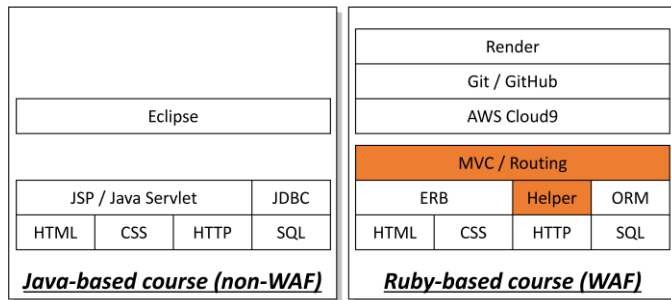 Eclipse
JSP / Java Servlet JDBC
HTML CSS HTTP SQL
Java-based course (non-WAF)
Render
Git / GitHub
AWS Cloud9
MVC / Routing
ERB Helper ORM
HTML CSS HTTP SQL
Ruby-based course (WAF)